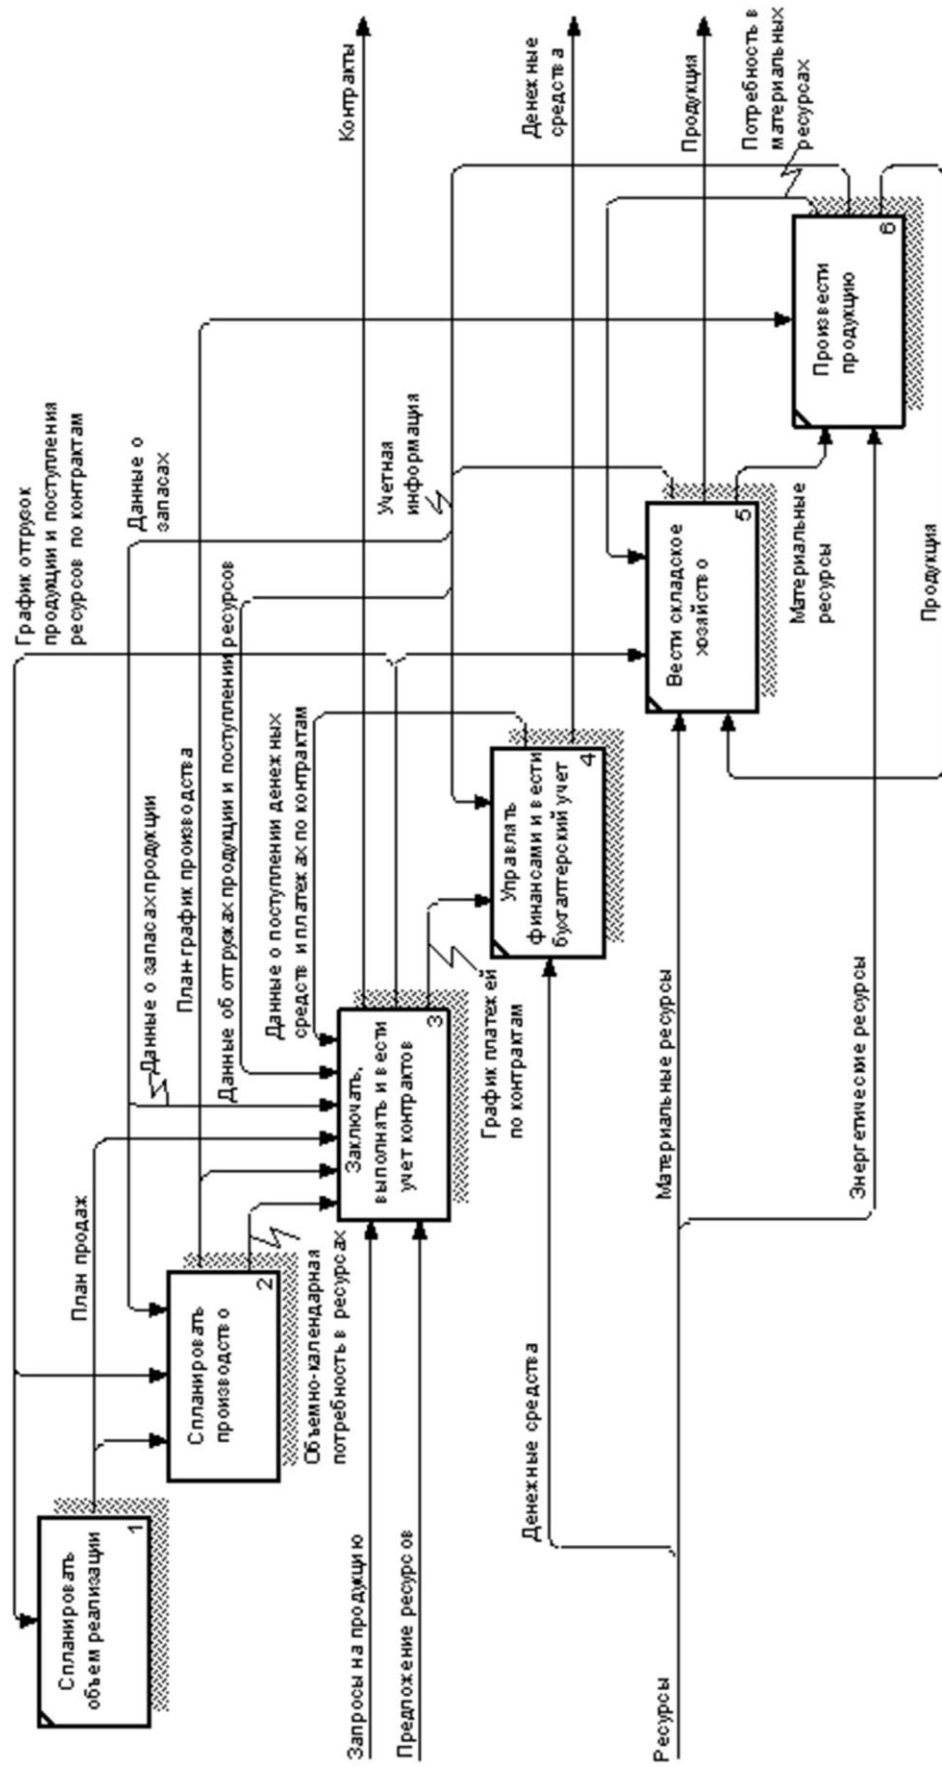 График отгрузок
продукции и поступления
ресурсов по контрактам
Данные о
запасах
План продаж
Данные о запасах продукции
План-график производства
Данные об отгрузках продукции и поступлении ресурсов
Данные о поступлении денежных
средств и платежах по контрактам
Учетная
информация
Контракты
Денежные
средства
Продукция
Потребность в
материальных
ресурсах
Спланировать
объем реализации
1
Спланировать
производство
2
Объемно-календарная
потребность в ресурсах
Запросы на продукцию
Предложение ресурсов
Заключать,
выполнять и вести
учет контрактов
3
График платежей
по контрактам
Управлять
финансами и вести
бухгалтерский учет
4
Денежные средства
Ресурсы
Материальные ресурсы
Энергетические ресурсы
Вести складское
хозяйство
5
Материальные
ресурсы
Произвести
продукцию
6
Продукция